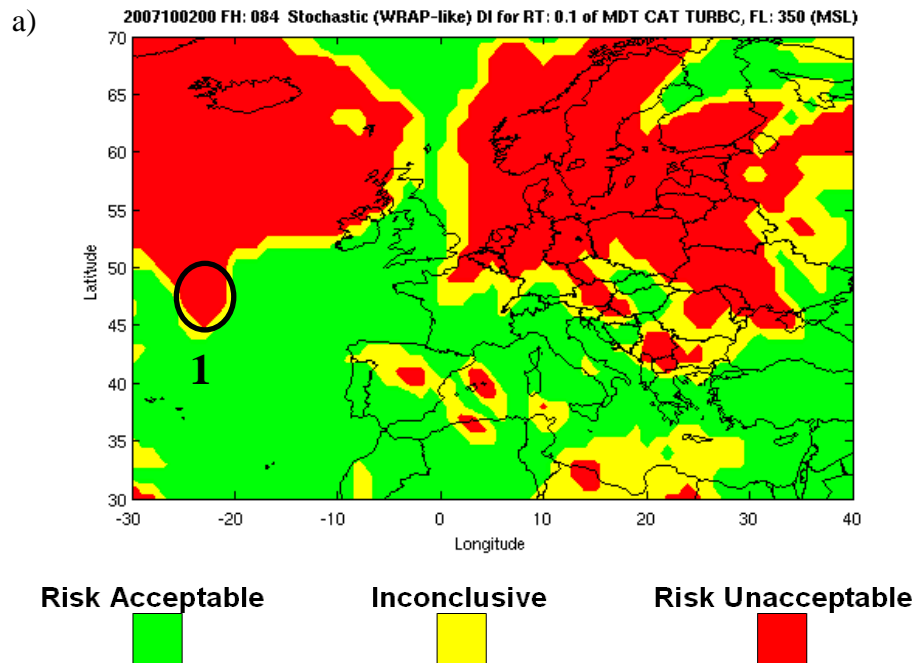 a)
2007100200 FH: 084 Stochastic (WRAP-like) DI for RT: 0.1 of MDT CAT TURBC, FL: 350 (MSL)
70
65
60
55
50
45
40
35
30
Latitude
1
-30 -20 -10 0 10 20 30 40
Longitude
Risk Acceptable Inconclusive Risk Unacceptable